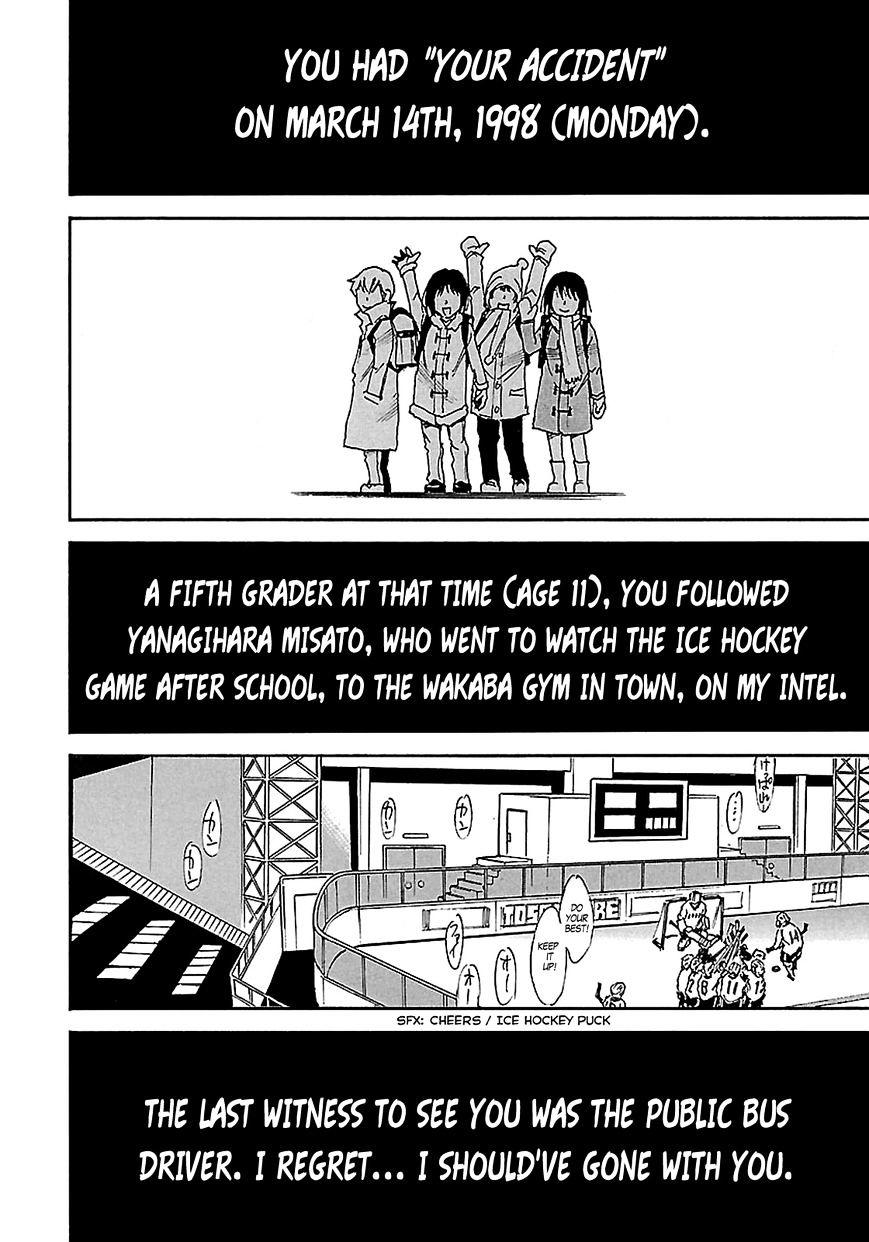 YOU HAD "YOUR ACCIDENT"
ON MARCH 14TH, 1998 (MONDAY).
A FIFTH GRADER AT THAT TIME (AGE 11), YOU FOLLOWED
YANAGIHARA MISATO, WHO WENT TO WATCH THE ICE HOCKEY
GAME AFTER SCHOOL, TO THE WAKABA GYM IN TOWN, ON MY INTEL.
DO
YOUR
BEST!
KEEP
IT
UP!
14
11
SFX: CHEERS / ICE HOCKEY PUCK
THE LAST WITNESS TO SEE YOU WAS THE PUBLIC BUS
DRIVER. I REGRET... I SHOULD'VE GONE WITH YOU.